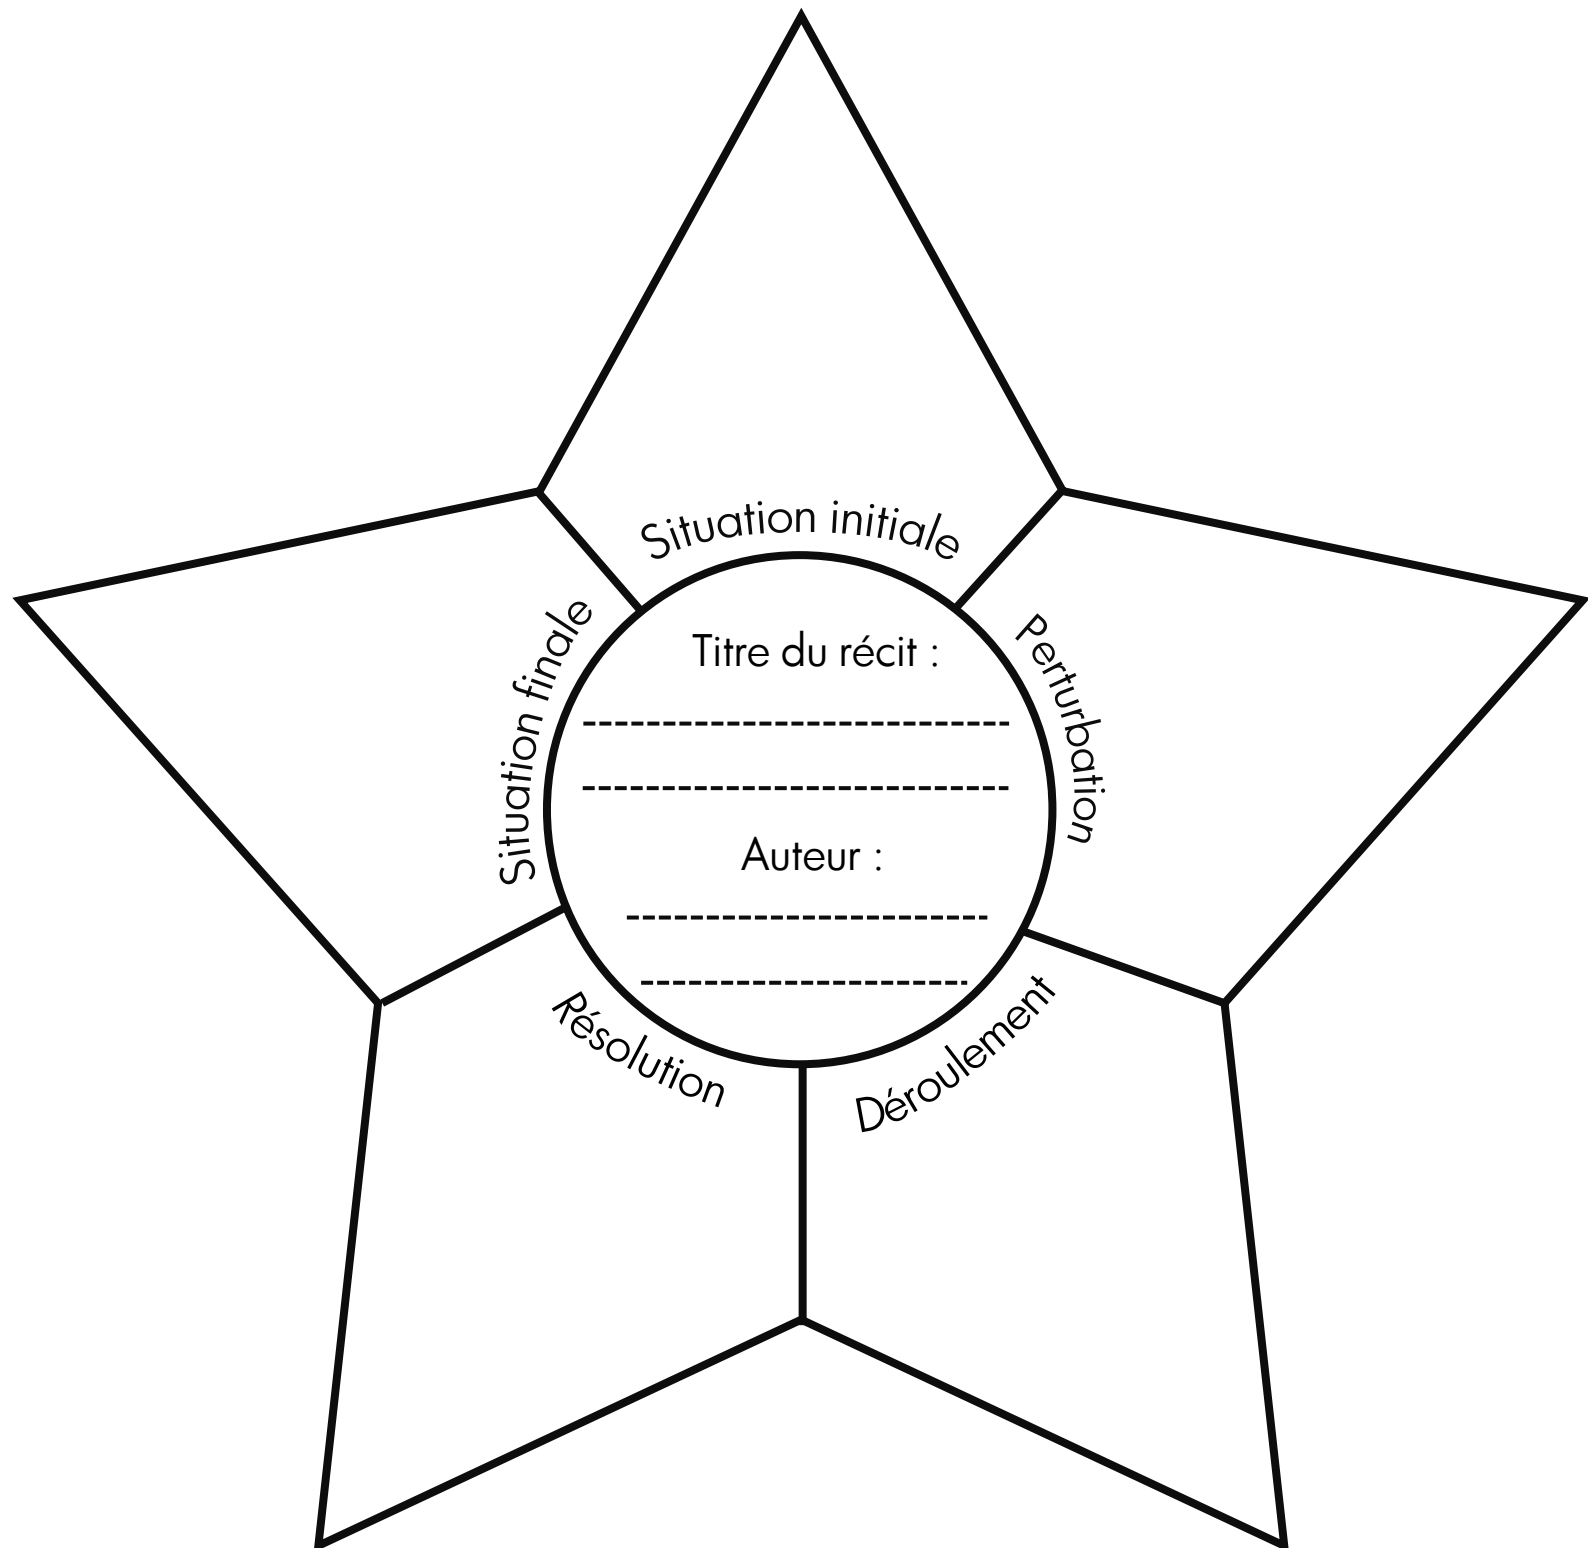 Situation initiale
Perturbation
Déroulement
Résolution
Situation finale
Titre du récit :
Auteur :